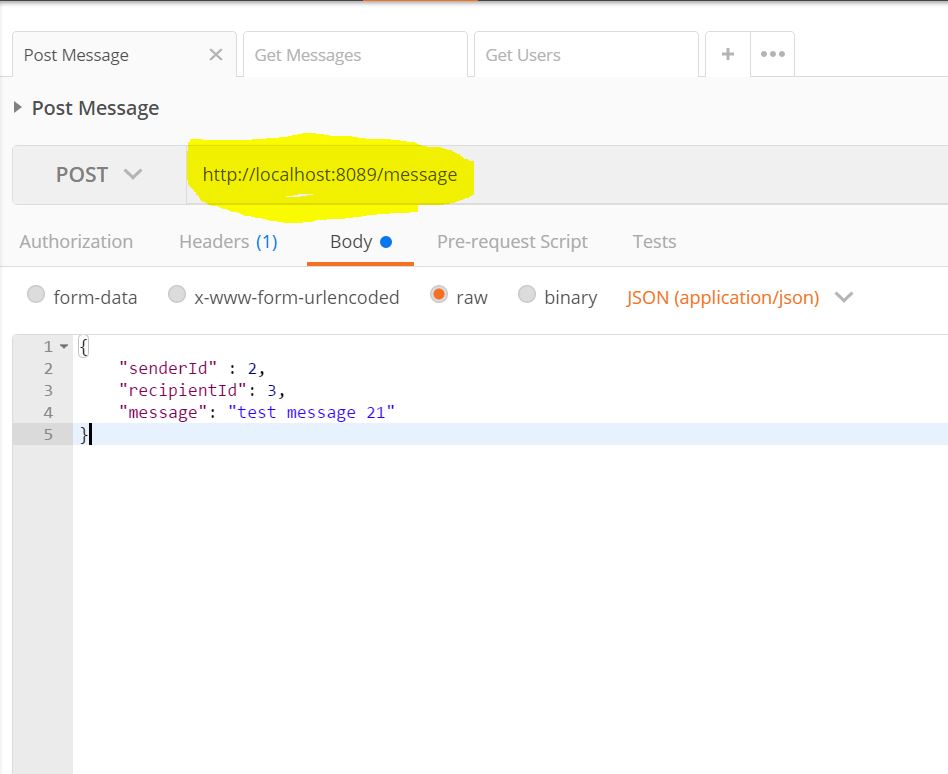 Post Message Get Messages Get Users + •••
Post Message
POST http://localhost:8089/message
Authorization Headers (1) Body Pre-request Script Tests
form-data x-www-form-urlencoded raw binary JSON (application/json)
1 {
2 "senderId" : 2,
3 "recipientId": 3,
4 "message": "test message 21"
5 }